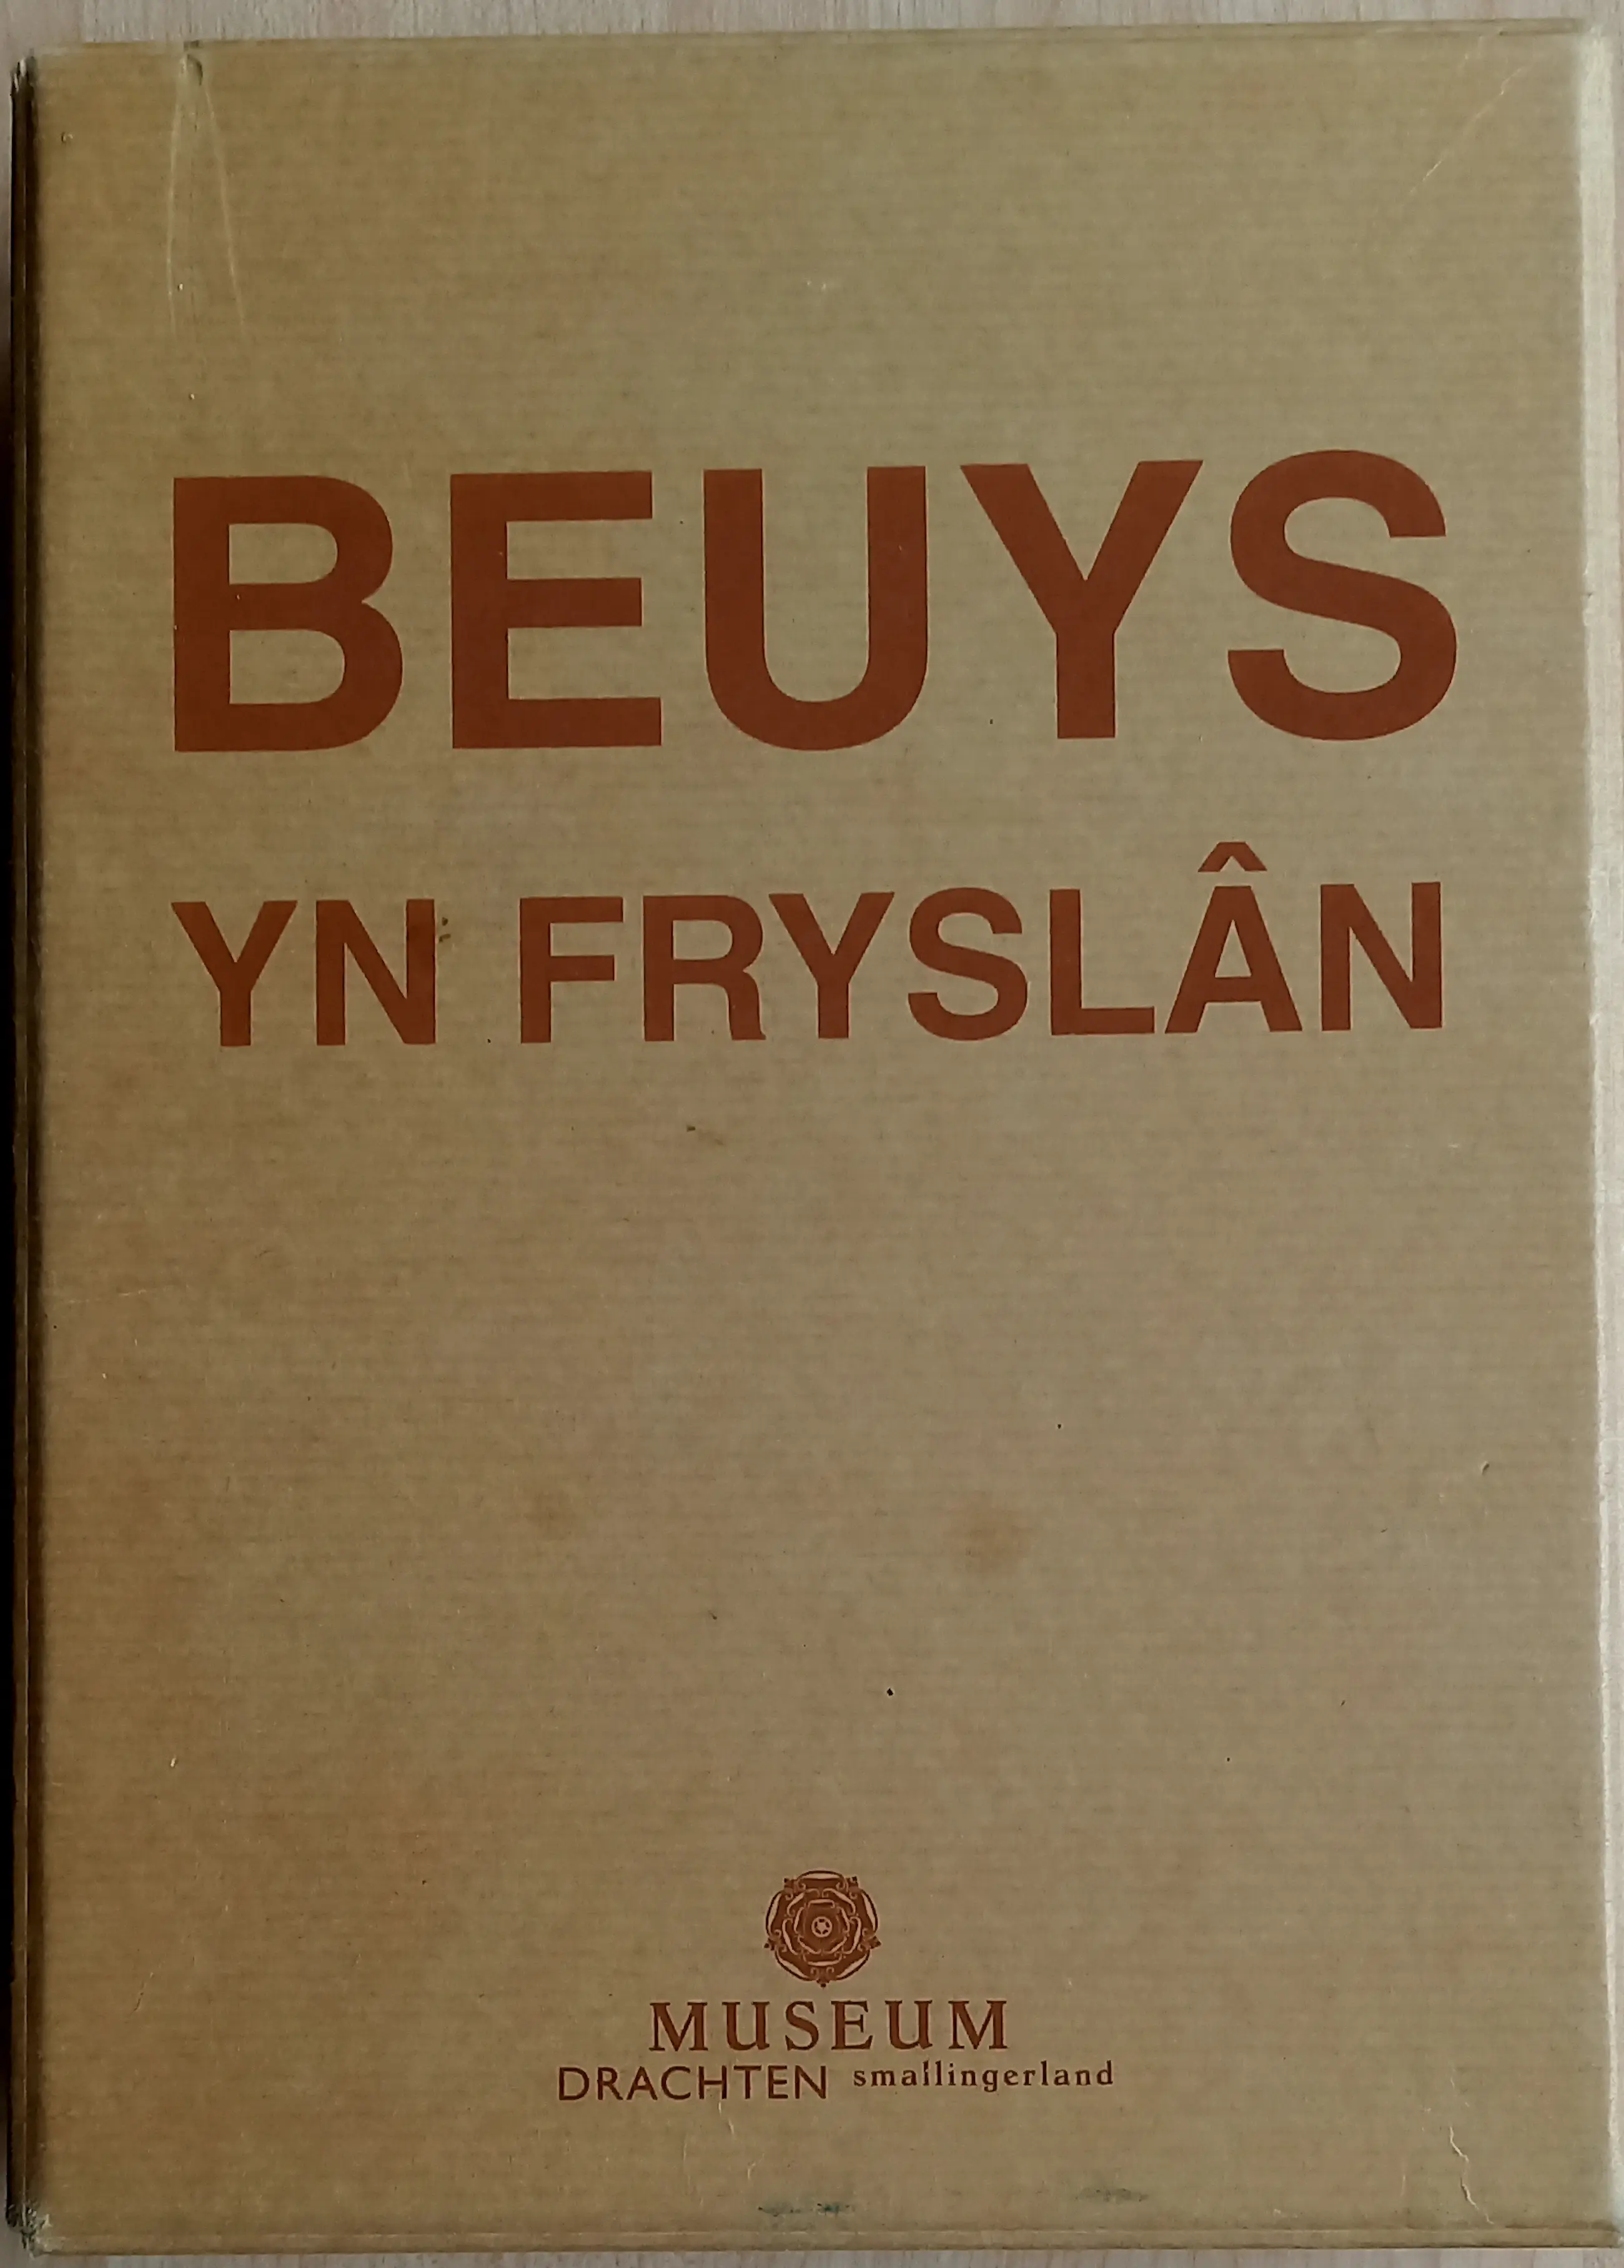 BEUYS
YN FRYSLÂN
MUSEUM
DRACHTEN smallingerland